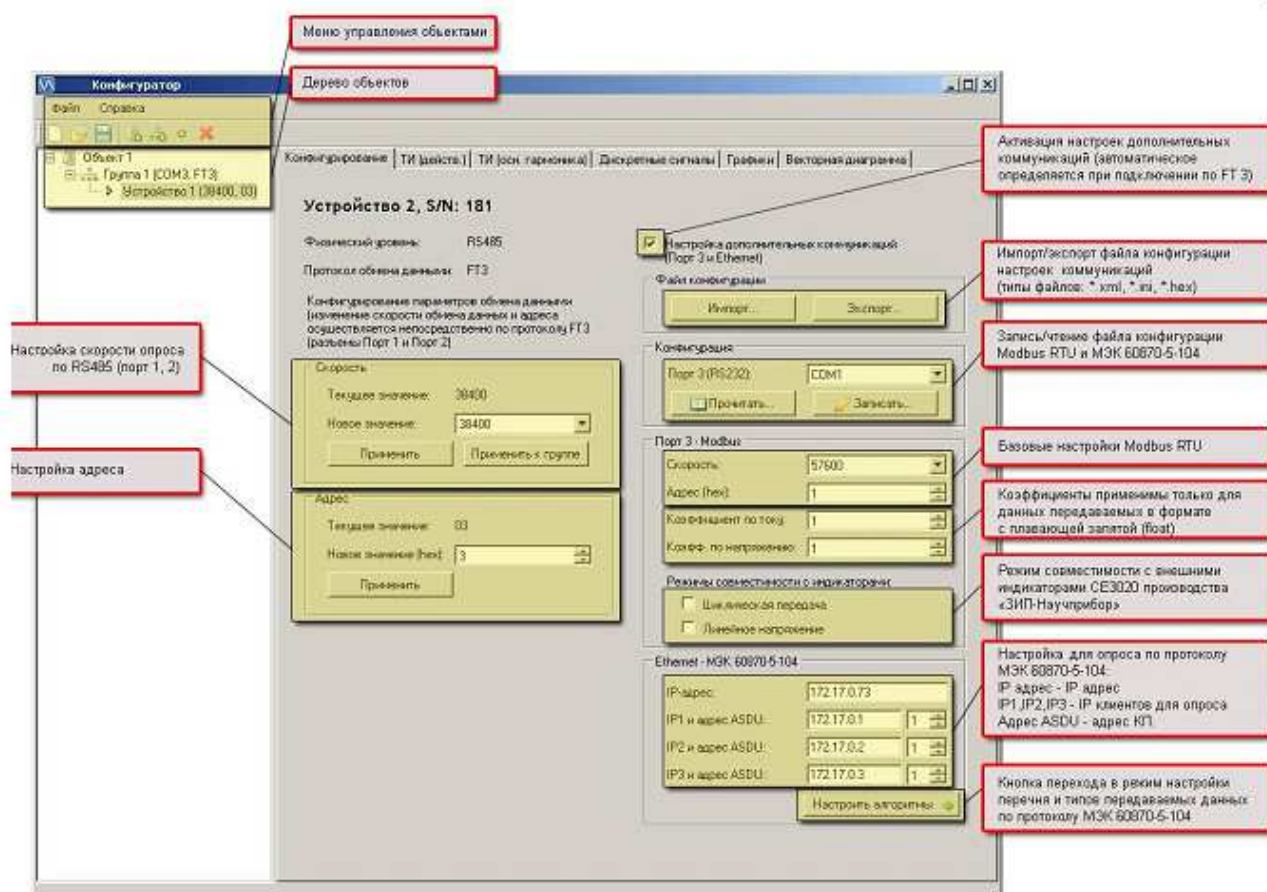 Меню управления объектами
Дерево объектов
Конфигуратор
Файл Справка
Объект 1
Группа 1 (COM3, FT3)
Устройство 1 (38400, 03)
Конфигурирование ТИ (действ.) ТИ (осн. гармоника) Дискретные сигналы Графики Векторная диаграмма
Устройство 2, S/N: 181
Физический уровень: RS485
Протокол обмена данными: FT3
Конфигурирование параметров обмена данными
(изменение скорости обмена данных и адреса
осуществляется непосредственно по протоколу FT3
(разъемы Порт 1 и Порт 2)
Скорость
Текущее значение: 38400
Новое значение: 38400
Применить Применить к группе
Адрес
Текущее значение: 03
Новое значение (hex): 3
Применить
Настройка скорости опроса
по RS485 (порт 1, 2)
Настройка адреса
Настройка дополнительных коммуникаций
(Порт 3 и Ethernet)
Файл конфигурации
Импорт... Экспорт...
Конфигурация
Порт 3 (RS232): COM1
Прочитать... Записать...
Порт 3 - Modbus
Скорость: 57600
Адрес (hex): 1
Коэффициент по току: 1
Коэфф. по напряжению: 1
Режимы совместимости с индикаторами:
Циклическая передача
Линейное напряжение
Ethernet - МЭК 60870-5-104
IP-адрес: 172.17.0.73
IP1 и адрес ASDU: 172.17.0.1 1
IP2 и адрес ASDU: 172.17.0.2 1
IP3 и адрес ASDU: 172.17.0.3 1
Настроить алгоритмы
Активация настроек дополнительных
коммуникаций (автоматическое
определяется при подключении по FT 3)
Импорт/экспорт файла конфигурации
настроек коммуникаций
(типы файлов: *.xml, *.ini, *.hex)
Запись/чтение файла конфигурации
Modbus RTU и МЭК 60870-5-104
Базовые настройки Modbus RTU
Коэффициенты применимы только для
данных передаваемых в формате
с плавающей запятой (float)
Режим совместимости с внешними
индикаторами СЕ3020 производства
«ЗИП-Научприбор»
Настройка для опроса по протоколу
МЭК 60870-5-104:
IP адрес - IP адрес
IP1,IP2,IP3 - IP клиентов для опроса
Адрес ASDU - адрес КП.
Кнопка перехода в режим настройки
перечня и типов передаваемых данных
по протоколу МЭК 60870-5-104